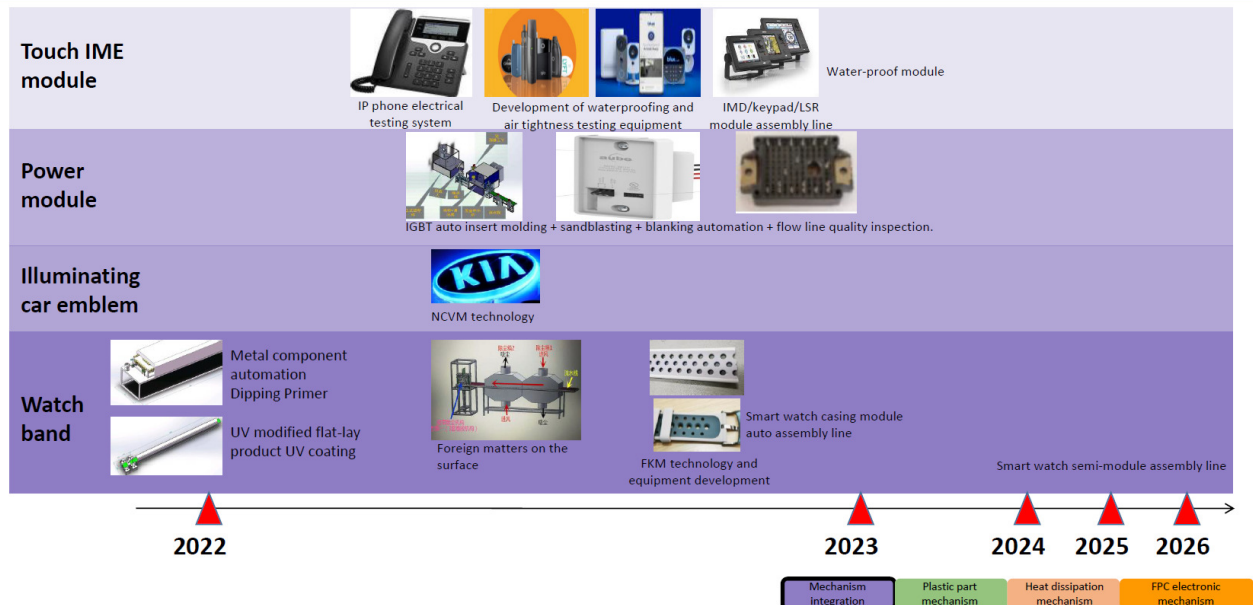 Touch IME
module
IP phone electrical
testing system
Development of waterproofing and
air tightness testing equipment
IMD/keypad/LSR
module assembly line
Water-proof module
Power
module
IGBT auto insert molding + sandblasting + blanking automation + flow line quality inspection.
Illuminating
car emblem
KIA
NCVM technology
Watch
band
Metal component
automation
Dipping Primer
UV modified flat-lay
product UV coating
Foreign matters on the
surface
FKM technology and
equipment development
Smart watch casing module
auto assembly line
Smart watch semi-module assembly line
2022
2023
2024
2025
2026
Mechanism
integration
Plastic part
mechanism
Heat dissipation
mechanism
FPC electronic
mechanism